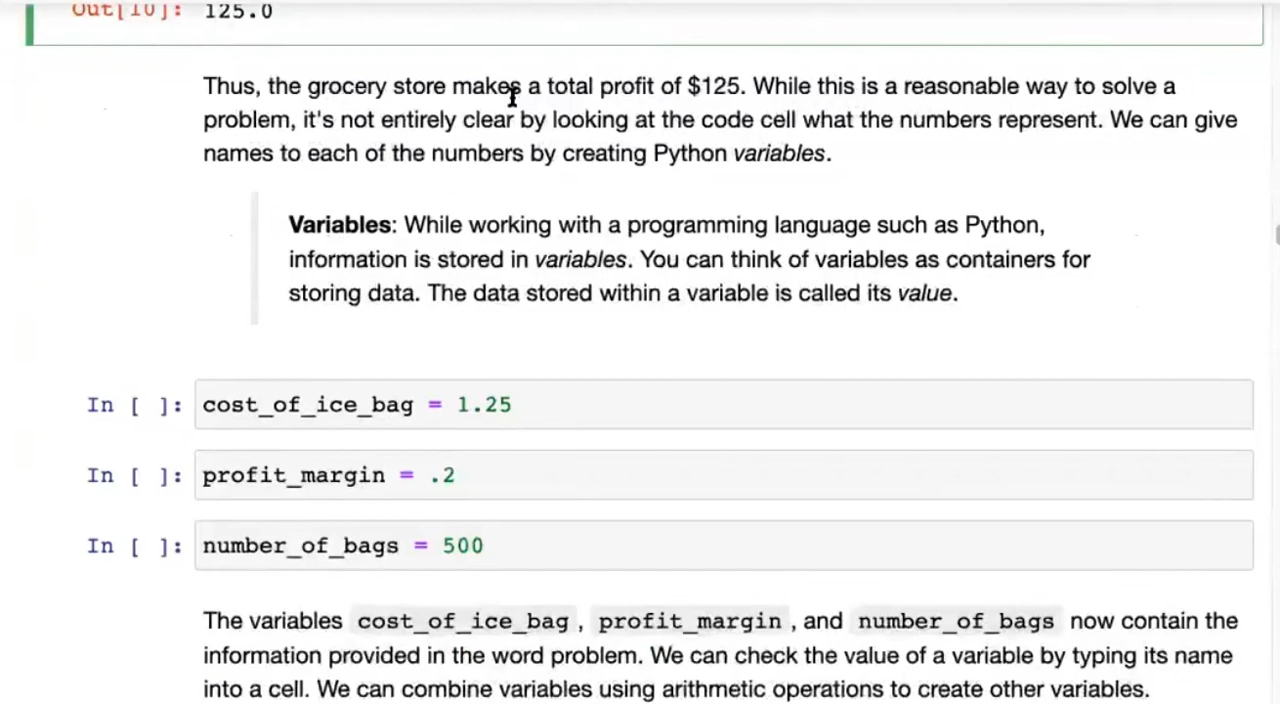 Out[10]: 125.0
Thus, the grocery store makes a total profit of $125. While this is a reasonable way to solve a
problem, it's not entirely clear by looking at the code cell what the numbers represent. We can give
names to each of the numbers by creating Python variables.
Variables: While working with a programming language such as Python,
information is stored in variables. You can think of variables as containers for
storing data. The data stored within a variable is called its value.
In [ ]: cost_of_ice_bag = 1.25
In [ ]: profit_margin = .2
In [ ]: number_of_bags = 500
The variables cost_of_ice_bag, profit_margin, and number_of_bags now contain the
information provided in the word problem. We can check the value of a variable by typing its name
into a cell. We can combine variables using arithmetic operations to create other variables.